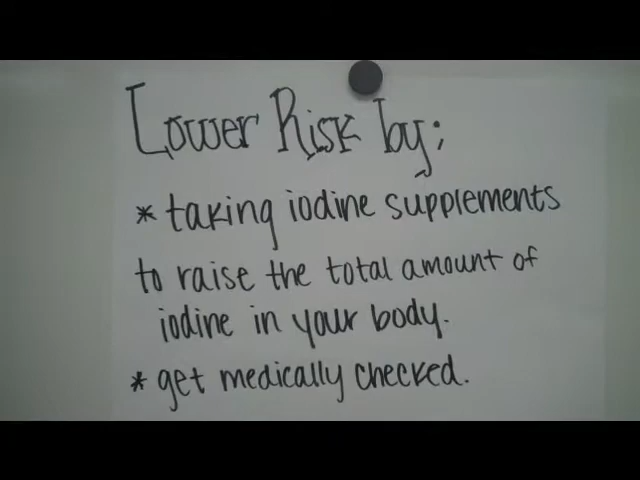 Lower Risk by;
* taking iodine supplements
to raise the total amount of
iodine in your body.
* get medically checked.